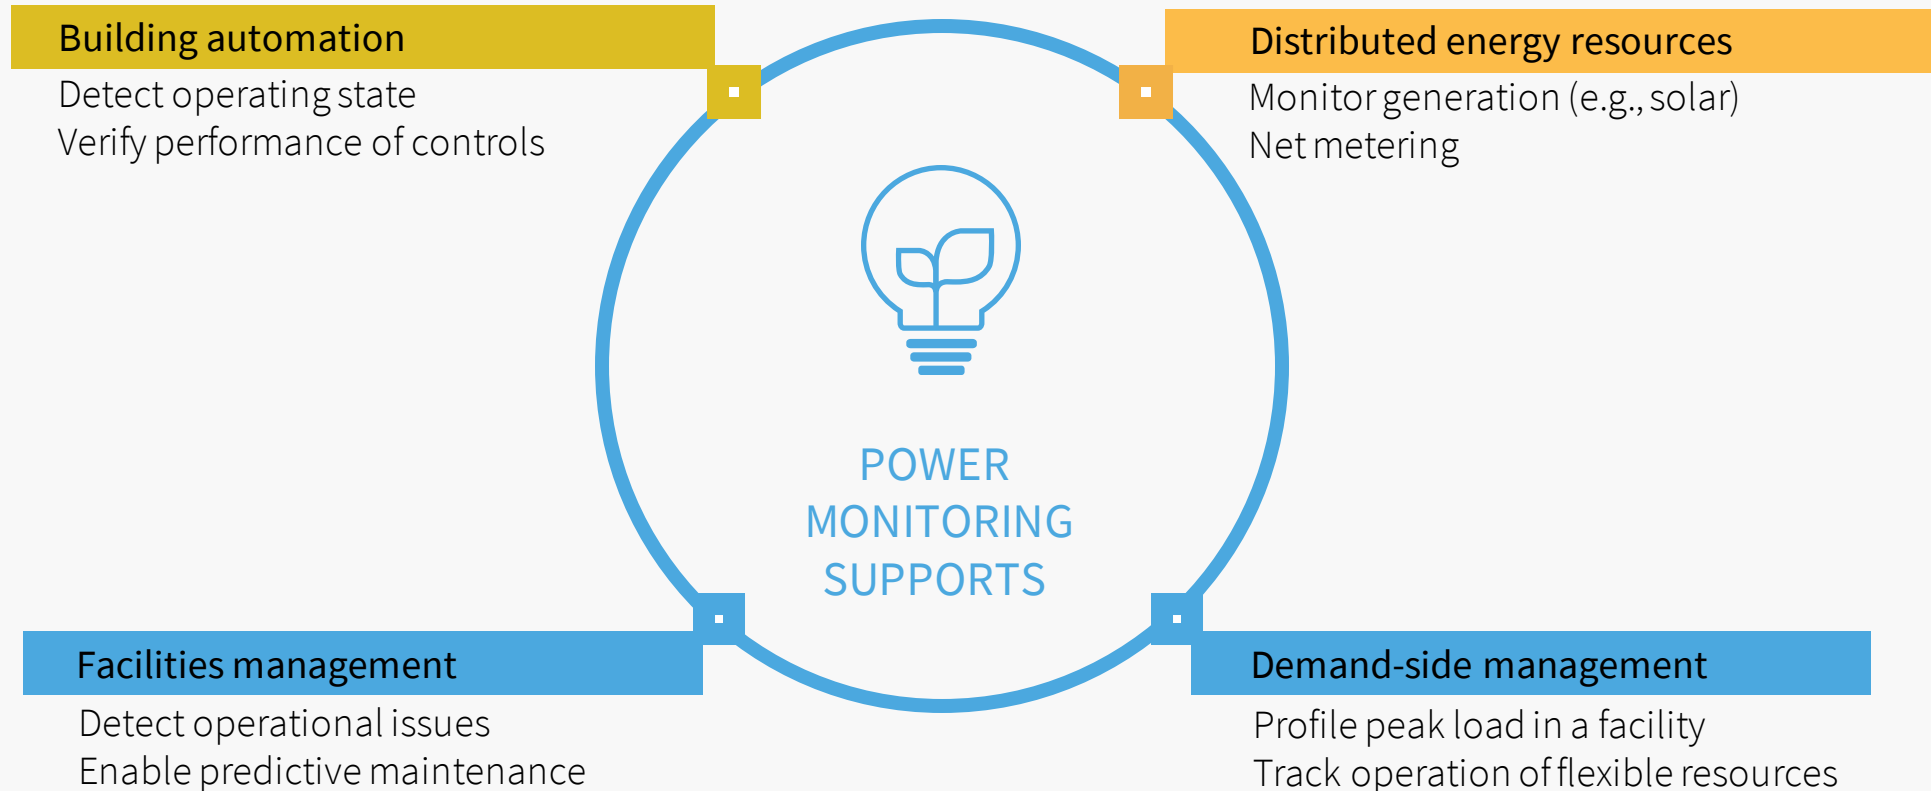 Building automation
Detect operating state
Verify performance of controls
Distributed energy resources
Monitor generation (e.g., solar)
Net metering
POWER
MONITORING
SUPPORTS
Facilities management
Detect operational issues
Enable predictive maintenance
Demand-side management
Profile peak load in a facility
Track operation of flexible resources